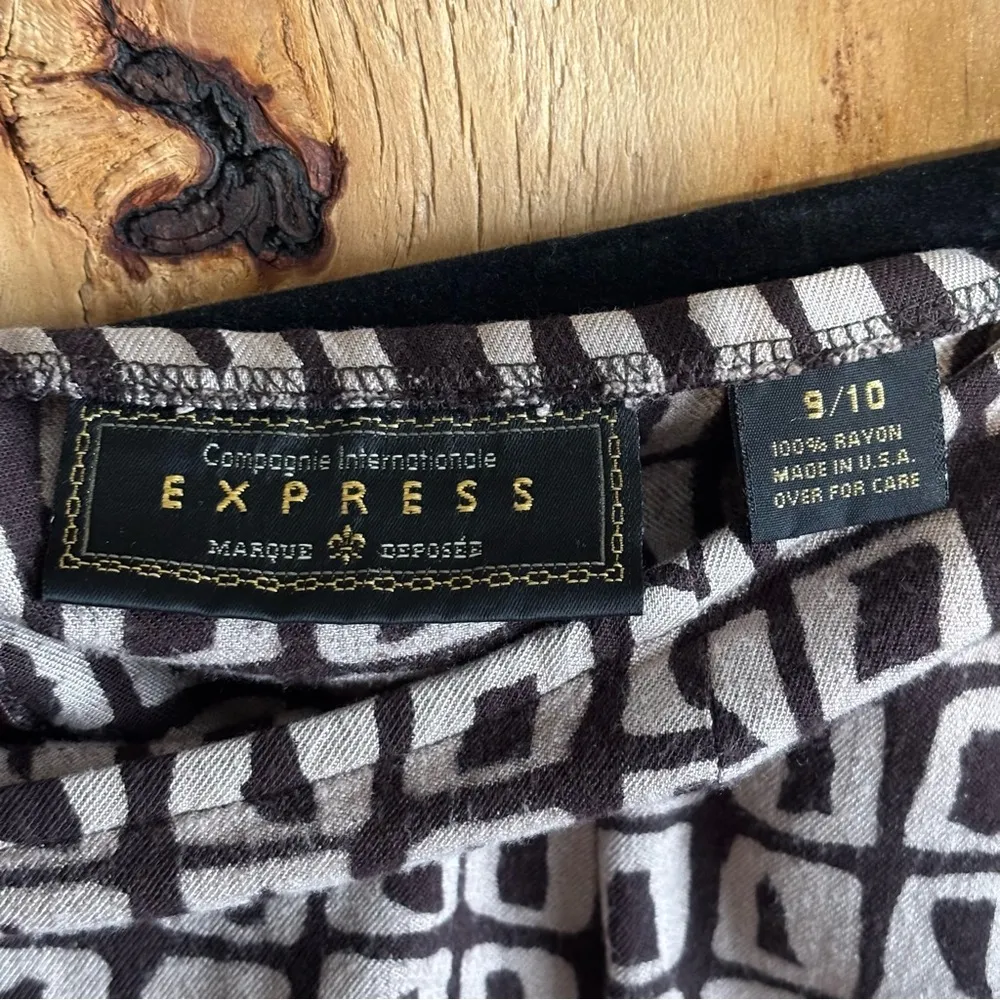 Compagnie Internationale
EXPRESS
MARQUE DEPOSÉE
9/10
100% RAYON
MADE IN U.S.A.
OVER FOR CARE